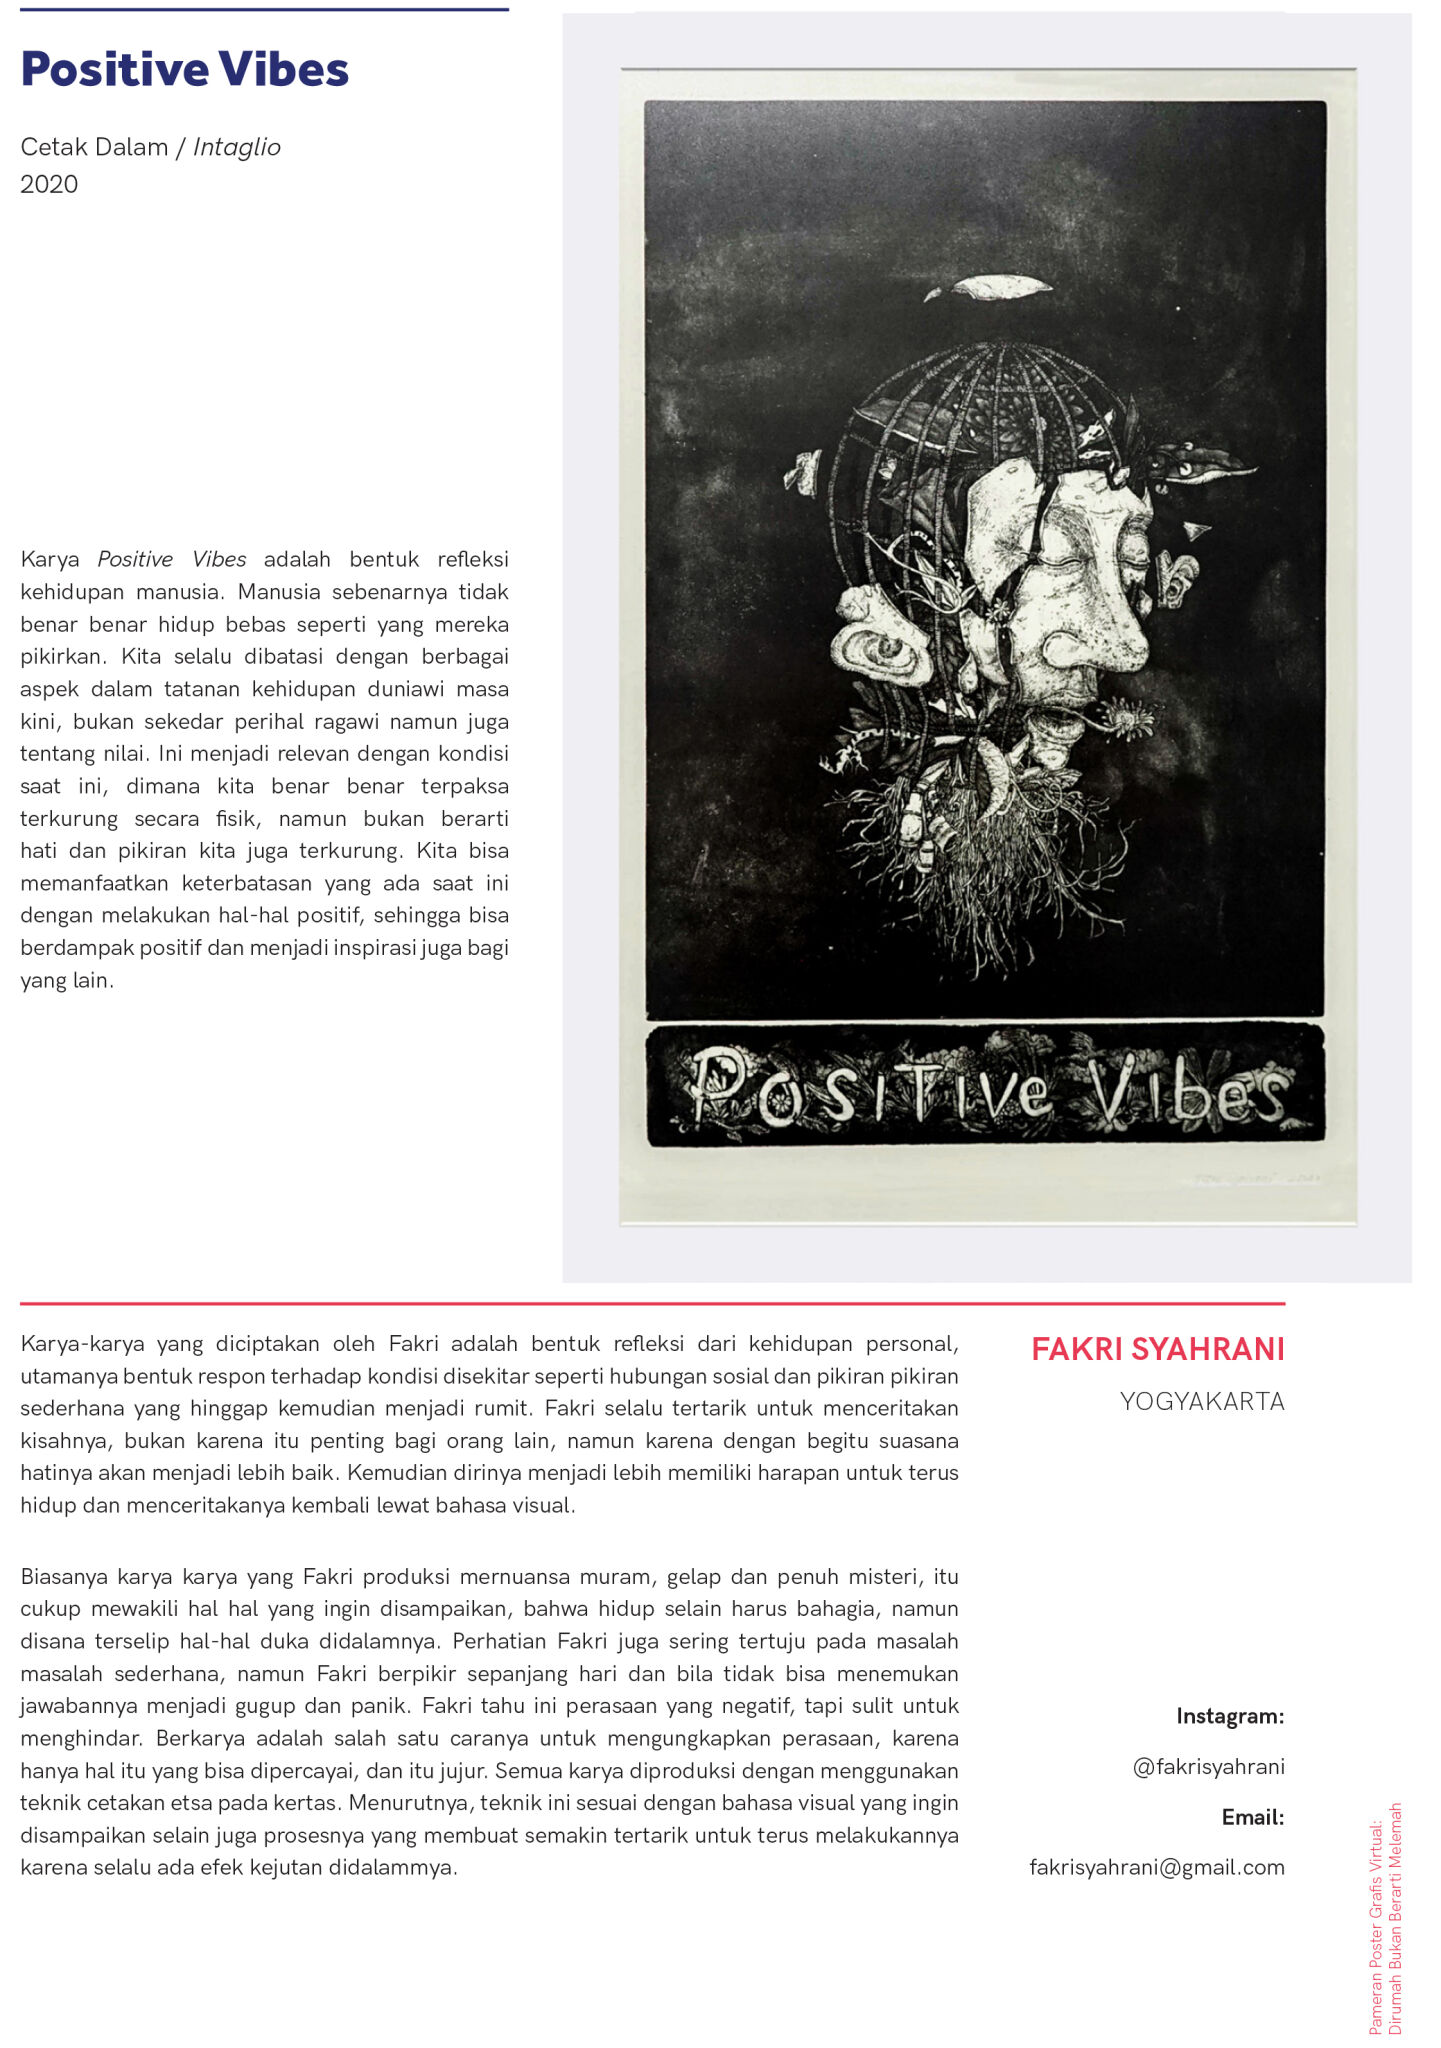 Positive Vibes
Cetak Dalam / Intaglio
2020
Karya Positive Vibes adalah bentuk refleksi
kehidupan manusia. Manusia sebenarnya tidak
benar benar hidup bebas seperti yang mereka
pikirkan. Kita selalu dibatasi dengan berbagai
aspek dalam tatanan kehidupan duniawi masa
kini, bukan sekedar perihal ragawi namun juga
tentang nilai. Ini menjadi relevan dengan kondisi
saat ini, dimana kita benar benar terpaksa
terkurung secara fisik, namun bukan berarti
hati dan pikiran kita juga terkurung. Kita bisa
memanfaatkan keterbatasan yang ada saat ini
dengan melakukan hal-hal positif, sehingga bisa
berdampak positif dan menjadi inspirasi juga bagi
yang lain.
Positive Vibes
Karya-karya yang diciptakan oleh Fakri adalah bentuk refleksi dari kehidupan personal,
utamanya bentuk respon terhadap kondisi disekitar seperti hubungan sosial dan pikiran pikiran
sederhana yang hinggap kemudian menjadi rumit. Fakri selalu tertarik untuk menceritakan
kisahnya, bukan karena itu penting bagi orang lain, namun karena dengan begitu suasana
hatinya akan menjadi lebih baik. Kemudian dirinya menjadi lebih memiliki harapan untuk terus
hidup dan menceritakanya kembali lewat bahasa visual.
Biasanya karya karya yang Fakri produksi mernuansa muram, gelap dan penuh misteri, itu
cukup mewakili hal hal yang ingin disampaikan, bahwa hidup selain harus bahagia, namun
disana terselip hal-hal duka didalamnya. Perhatian Fakri juga sering tertuju pada masalah
masalah sederhana, namun Fakri berpikir sepanjang hari dan bila tidak bisa menemukan
jawabannya menjadi gugup dan panik. Fakri tahu ini perasaan yang negatif, tapi sulit untuk
menghindar. Berkarya adalah salah satu caranya untuk mengungkapkan perasaan, karena
hanya hal itu yang bisa dipercayai, dan itu jujur. Semua karya diproduksi dengan menggunakan
teknik cetakan etsa pada kertas. Menurutnya, teknik ini sesuai dengan bahasa visual yang ingin
disampaikan selain juga prosesnya yang membuat semakin tertarik untuk terus melakukannya
karena selalu ada efek kejutan didalammya.
FAKRI SYAHRANI
YOGYAKARTA
Instagram:
@fakrisyahrani
Email:
fakrisyahrani@gmail.com
Pameran Poster Grafis Virtual:
Dirumah Bukan Berarti Melemah